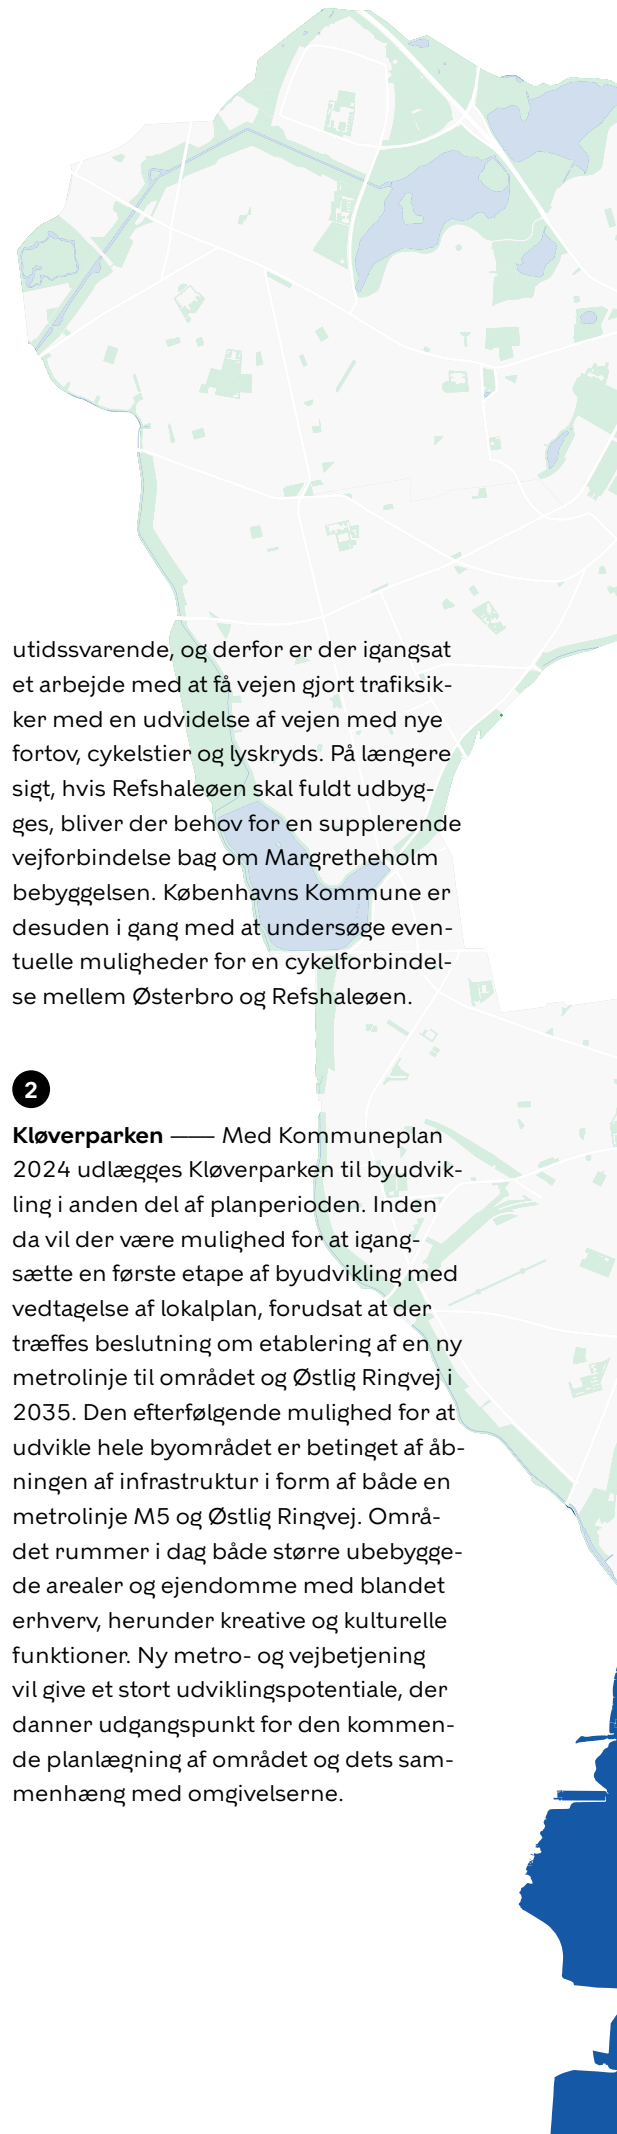 utidssvarende, og derfor er der igangsat
et arbejde med at få vejen gjort trafiksik-
ker med en udvidelse af vejen med nye
fortov, cykelstier og lyskryds. På længere
sigt, hvis Refshaleøen skal fuldt udbyg-
ges, bliver der behov for en supplerende
vejforbindelse bag om Margretheholm
bebyggelsen. Københavns Kommune er
desuden i gang med at undersøge even-
tuelle muligheder for en cykelforbindel-
se mellem Østerbro og Refshaleøen.
2
Kløverparken —— Med Kommuneplan
2024 udlægges Kløverparken til byudvik-
ling i anden del af planperioden. Inden
da vil der være mulighed for at igang-
sætte en første etape af byudvikling med
vedtagelse af lokalplan, forudsat at der
træffes beslutning om etablering af en ny
metrolinje til området og Østlig Ringvej i
2035. Den efterfølgende mulighed for at
udvikle hele byområdet er betinget af åb-
ningen af infrastruktur i form af både en
metrolinje M5 og Østlig Ringvej. Områ-
det rummer i dag både større ubebygge-
de arealer og ejendomme med blandet
erhverv, herunder kreative og kulturelle
funktioner. Ny metro- og vejbetjening
vil give et stort udviklingspotentiale, der
danner udgangspunkt for den kommen-
de planlægning af området og dets sam-
menhæng med omgivelserne.